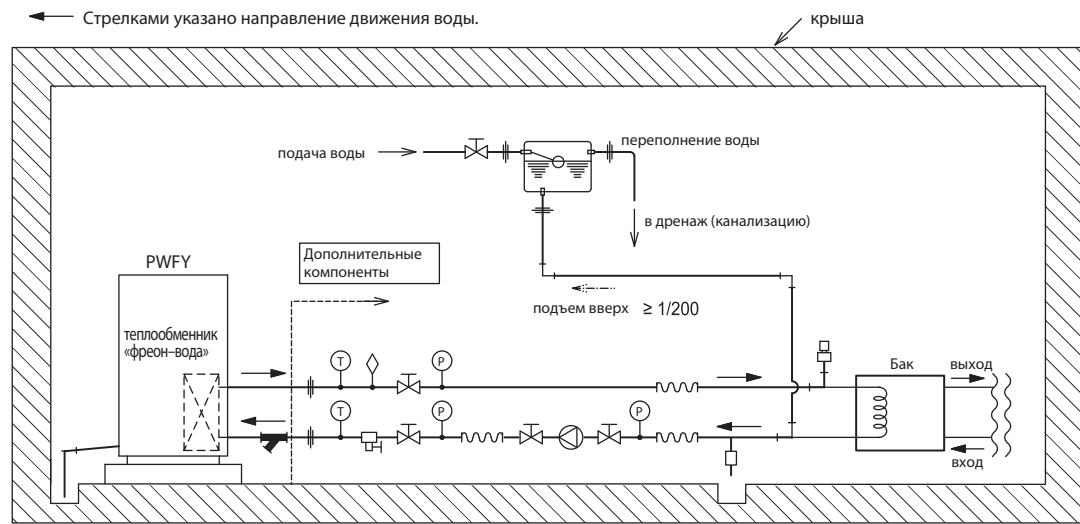 Стрелками указано направление движения воды.
крыша
подача воды
переполнение воды
в дренаж (канализацию)
PWFY
Дополнительные
компоненты
подъем вверх ≥ 1/200
теплообменник
«фреон–вода»
T
P
Бак
выход
T
P
P
вход